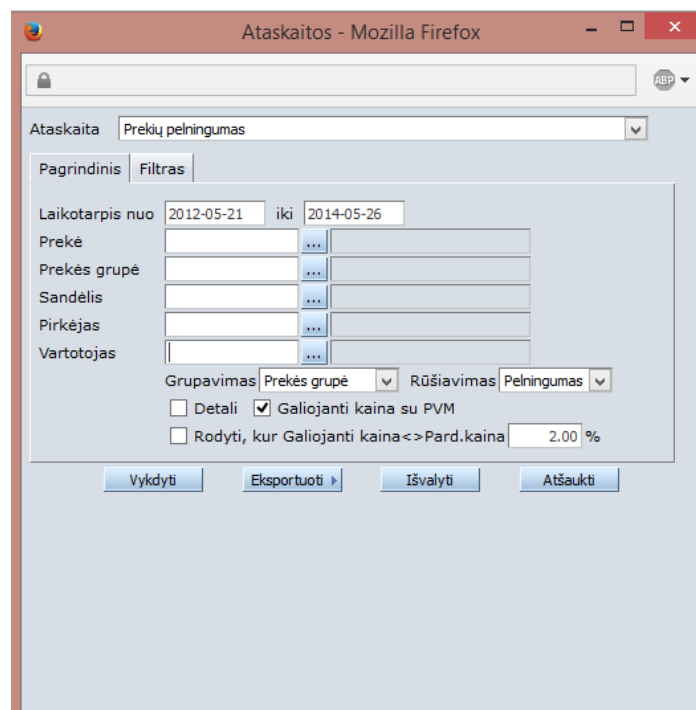 Ataskaitos - Mozilla Firefox
ABP
Ataskaita Prekių pelningumas
Pagrindinis Filtras
Laikotarpis nuo 2012-05-21 iki 2014-05-26
Prekė ...
Prekės grupė ...
Sandėlis ...
Pirkėjas ...
Vartotojas ...
Grupavimas Prekės grupė Rūšiavimas Pelningumas
Detali Galiojanti kaina su PVM
Rodyti, kur Galiojanti kaina<>Pard.kaina 2.00 %
Vykdyti Eksportuoti Išvalyti Atšaukti